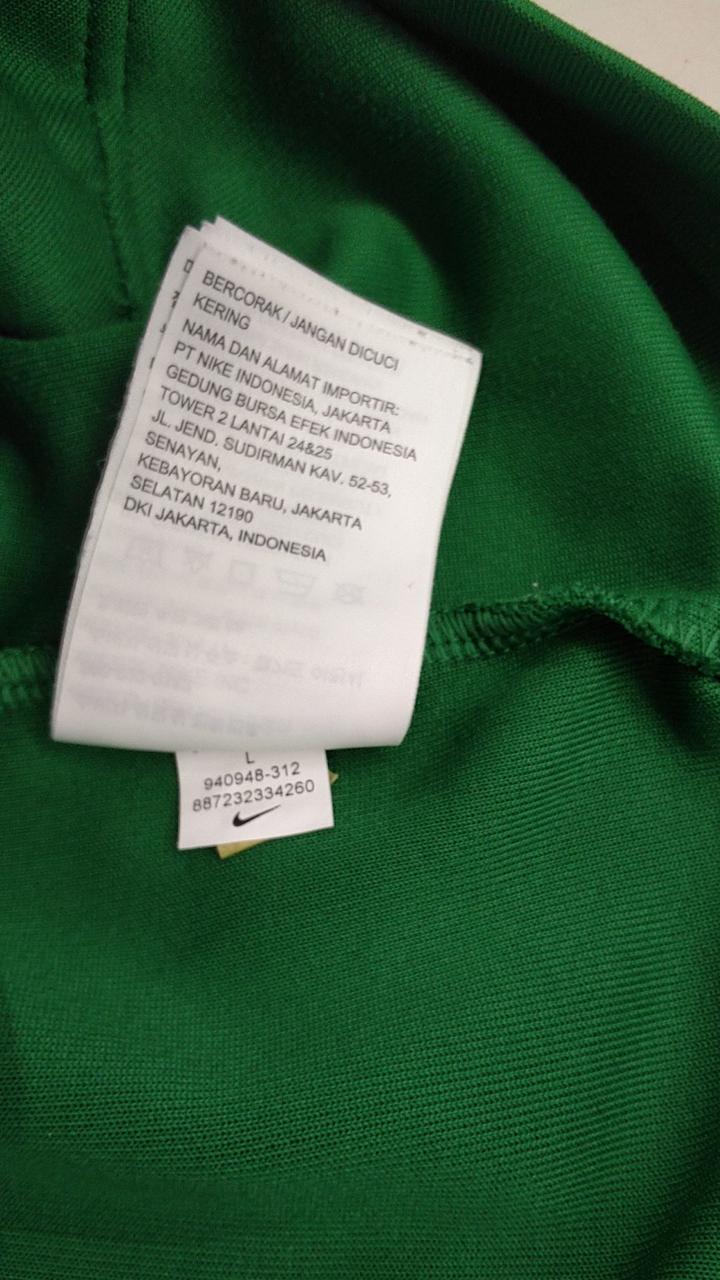 BERCORAK / JANGAN DICUCI
KERING
NAMA DAN ALAMAT IMPORTIR:
PT NIKE INDONESIA, JAKARTA
GEDUNG BURSA EFEK INDONESIA
TOWER 2 LANTAI 24&25
JL. JEND. SUDIRMAN KAV. 52-53,
SENAYAN,
KEBAYORAN BARU, JAKARTA
SELATAN 12190
DKI JAKARTA, INDONESIA
L
940948-312
887232334260